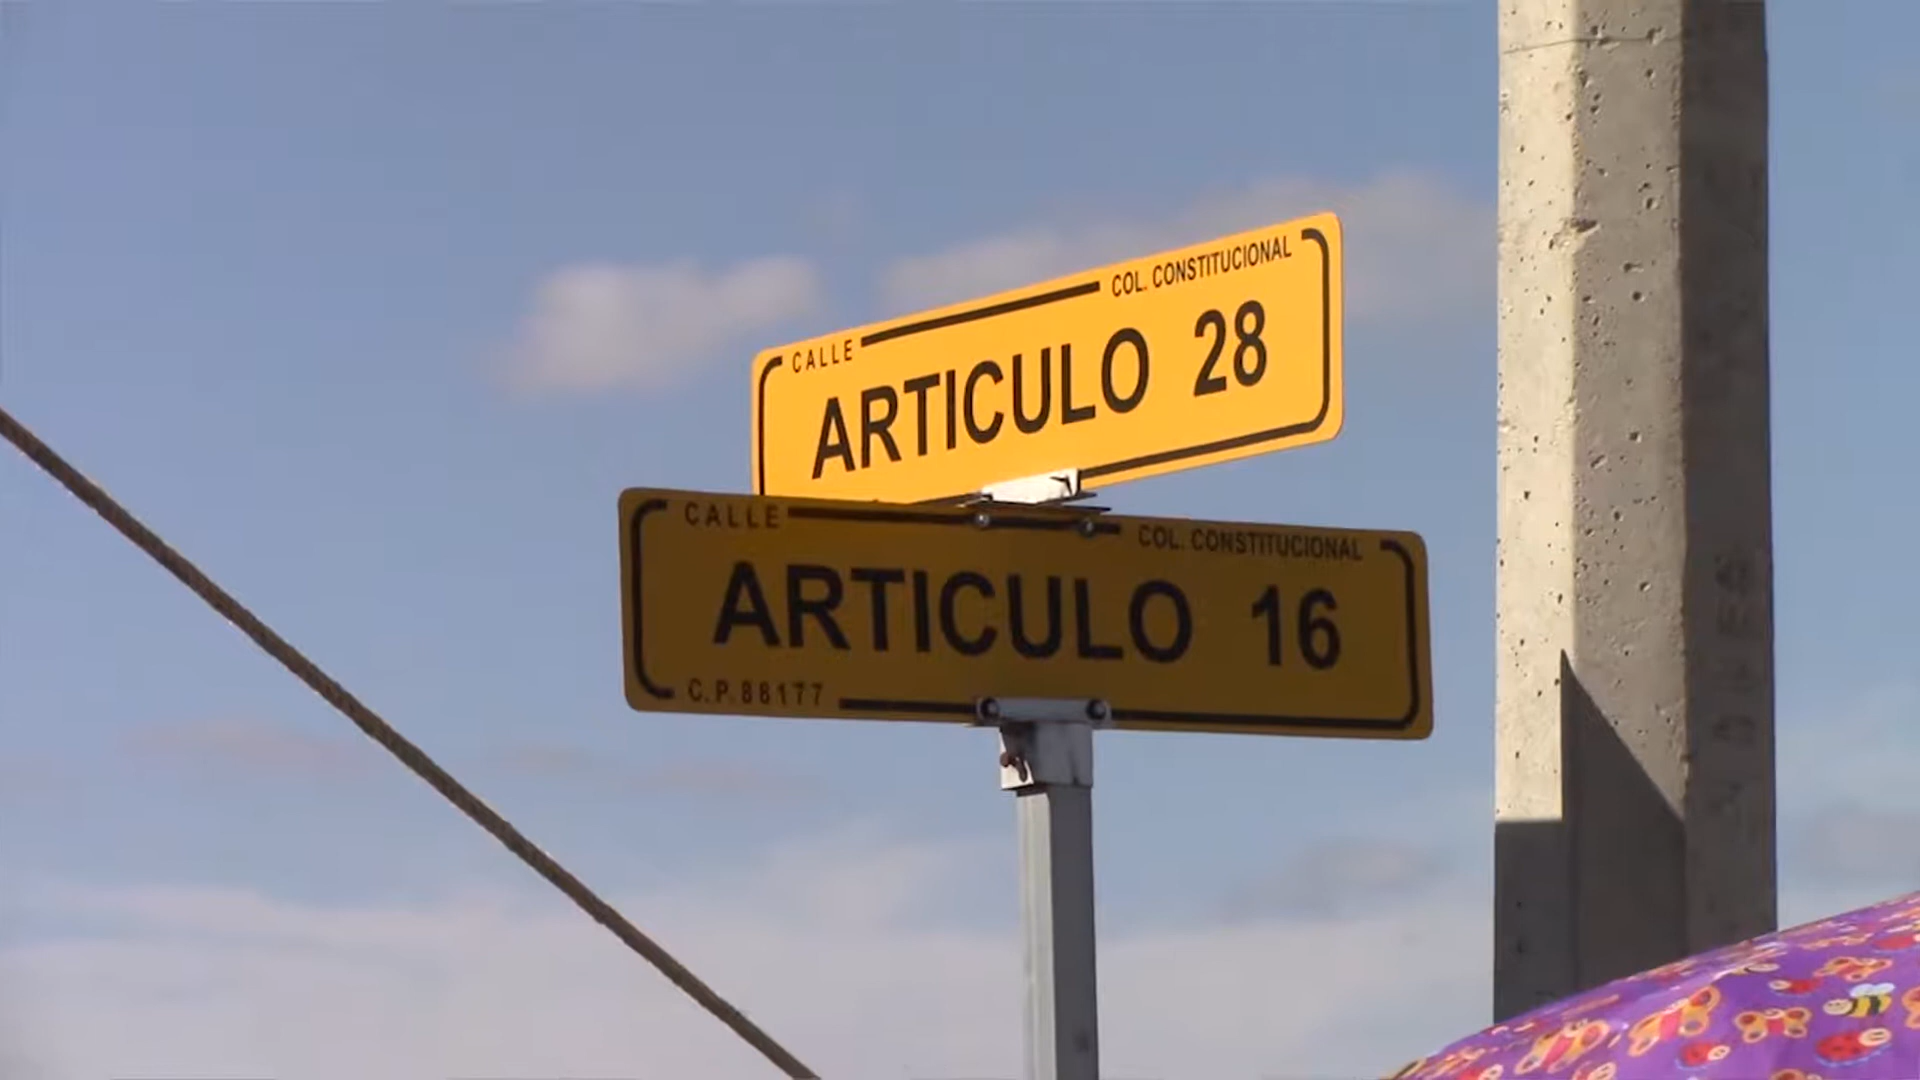 CALLE COL. CONSTITUCIONAL
ARTICULO 28
CALLE COL. CONSTITUCIONAL
ARTICULO 16
C.P. 88177